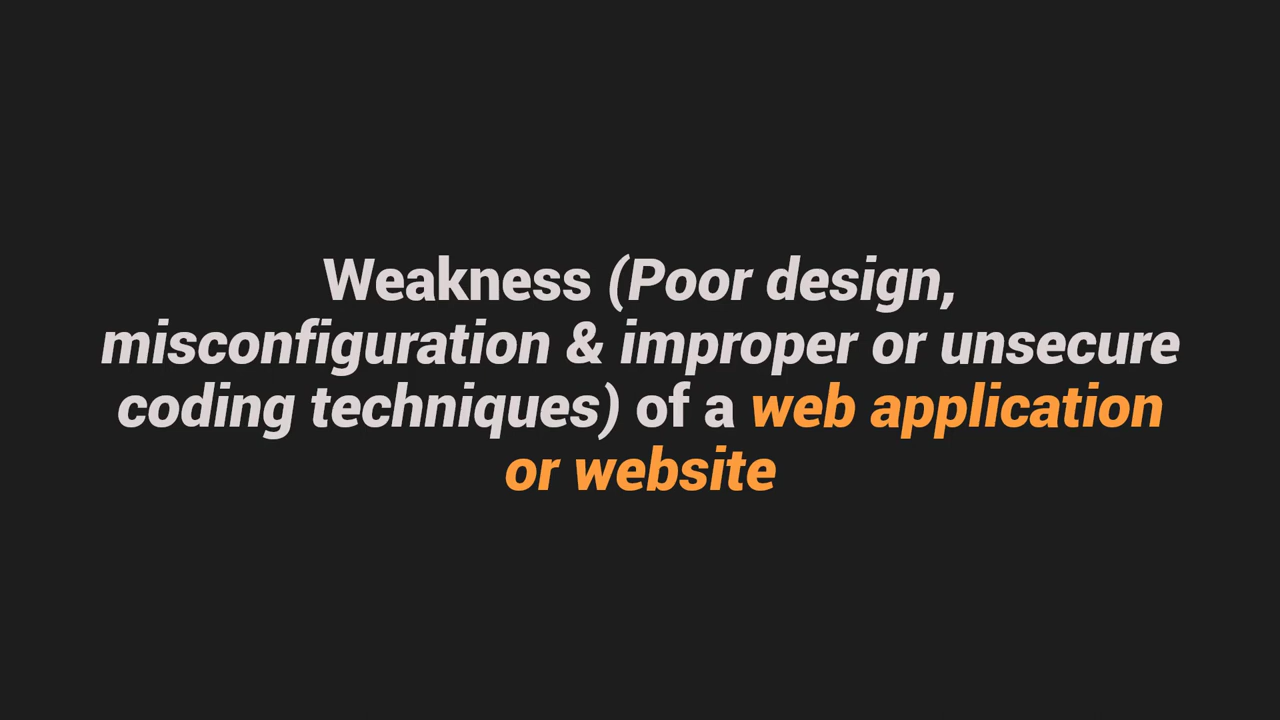 Weakness (Poor design,
misconfiguration & improper or unsecure
coding techniques) of a web application
or website